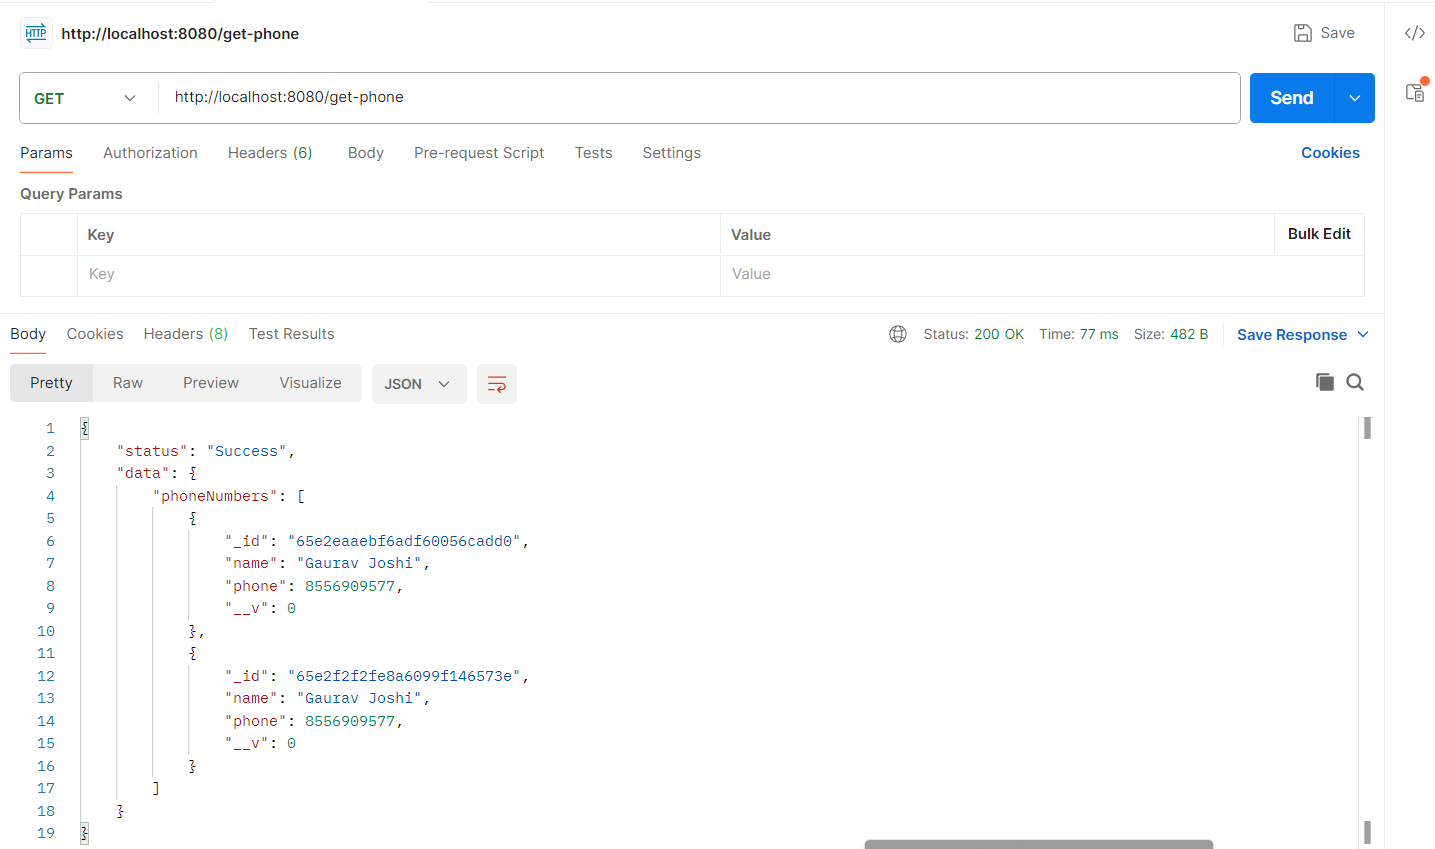 HTTP http://localhost:8080/get-phone Save
GET http://localhost:8080/get-phone Send
Params Authorization Headers (6) Body Pre-request Script Tests Settings Cookies
Query Params
Key Value Bulk Edit
Key Value
Body Cookies Headers (8) Test Results Status: 200 OK Time: 77 ms Size: 482 B Save Response
Pretty Raw Preview Visualize JSON
1 {
2 "status": "Success",
3 "data": {
4 "phoneNumbers": [
5 {
6 "_id": "65e2eaaebf6adf60056cadd0",
7 "name": "Gaurav Joshi",
8 "phone": 8556909577,
9 "__v": 0
10 },
11 {
12 "_id": "65e2f2f2fe8a6099f146573e",
13 "name": "Gaurav Joshi",
14 "phone": 8556909577,
15 "__v": 0
16 }
17 ]
18 }
19 }